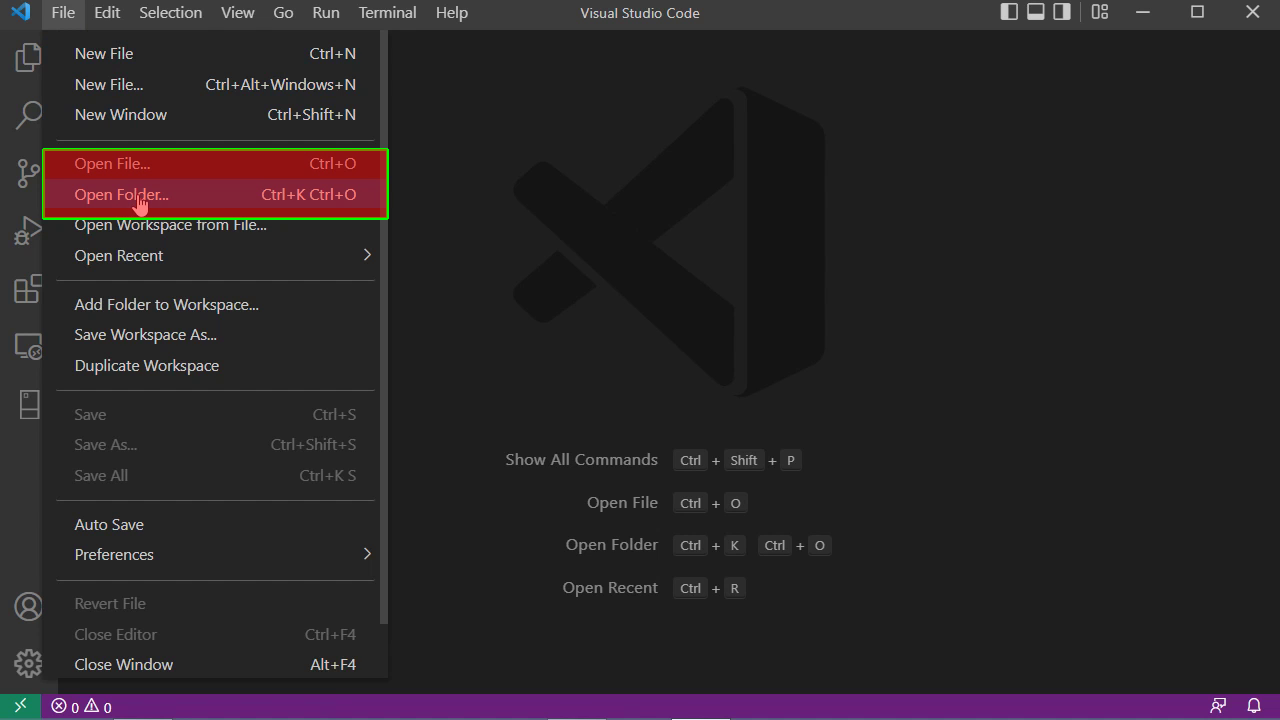 File Edit Selection View Go Run Terminal Help Visual Studio Code
New File Ctrl+N
New File... Ctrl+Alt+Windows+N
New Window Ctrl+Shift+N
Open File... Ctrl+O
Open Folder... Ctrl+K Ctrl+O
Open Workspace from File...
Open Recent
Add Folder to Workspace...
Save Workspace As...
Duplicate Workspace
Save Ctrl+S
Save As... Ctrl+Shift+S
Save All Ctrl+K S
Auto Save
Preferences
Revert File
Close Editor Ctrl+F4
Close Window Alt+F4
Show All Commands Ctrl + Shift + P
Open File Ctrl + O
Open Folder Ctrl + K Ctrl + O
Open Recent Ctrl + R
0 0